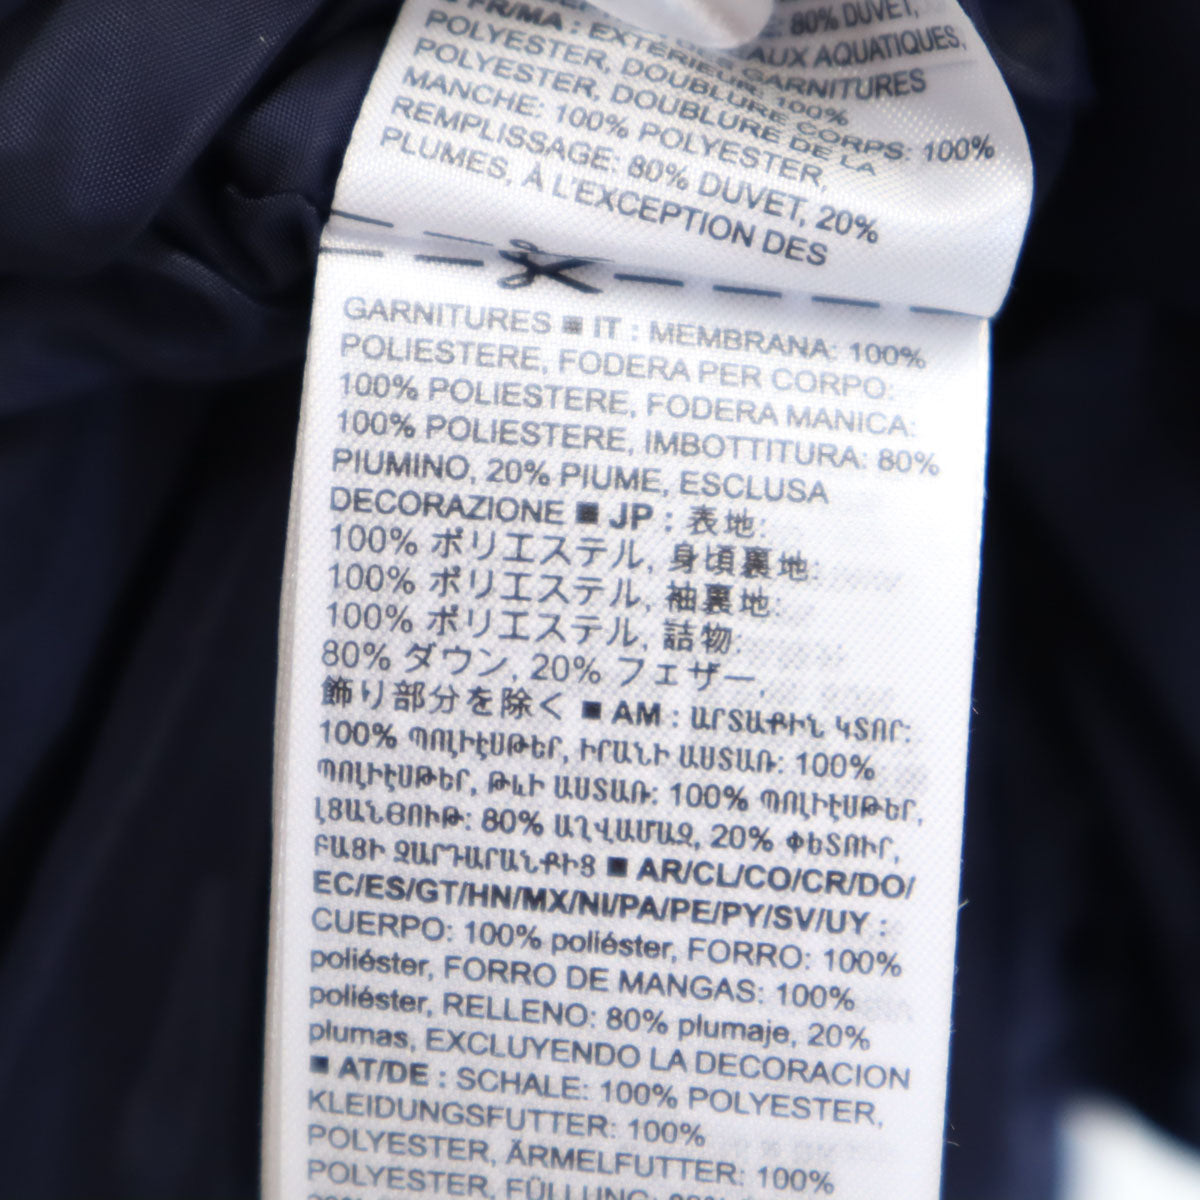 80% DUVET,
AUX AQUATIQUES,
FR/MA : EXTÉRIEUR: GARNITURES
POLYESTER, DOUBLURE 100%
POLYESTER, DOUBLURE CORPS: 100%
MANCHE: 100% POLYESTER, DE LA
REMPLISSAGE: 80% DUVET, 20%
PLUMES, À L'EXCEPTION DES
GARNITURES ■ IT : MEMBRANA: 100%
POLIESTERE, FODERA PER CORPO:
100% POLIESTERE, FODERA MANICA:
100% POLIESTERE, IMBOTTITURA: 80%
PIUMINO, 20% PIUME, ESCLUSA
DECORAZIONE ■ JP : 表地:
100% ポリエステル, 身頃裏地:
100% ポリエステル, 袖裏地:
100% ポリエステル, 詰物:
80% ダウン, 20% フェザー,
飾り部分を除く ■ AM : ԱՐՏԱՔԻՆ ԿՏՈՐ:
100% ՊՈԼԻԷՍԹԵՐ, ԻՐԱՆԻ ԱՍՏԱՌ: 100%
ՊՈԼԻԷՍԹԵՐ, ԹԵՒԻ ԱՍՏԱՌ: 100% ՊՈԼԻԷՍԹԵՐ,
ԼՑԱՆՅՈՒԹ: 80% ԱՂՎԱՄԱԶ, 20% ՓԵՏՈՒՐ,
ԲԱՑԻ ԶԱՐԴԱՐԱՆՔԻՑ ■ AR/CL/CO/CR/DO/
EC/ES/GT/HN/MX/NI/PA/PE/PY/SV/UY :
CUERPO: 100% poliéster, FORRO: 100%
poliéster, FORRO DE MANGAS: 100%
poliéster, RELLENO: 80% plumaje, 20%
plumas, EXCLUYENDO LA DECORACION
■ AT/DE : SCHALE: 100% POLYESTER,
KLEIDUNGSFUTTER: 100%
POLYESTER, ÄRMELFUTTER: 100%
POLYESTER, FÜLLUNG: 80%